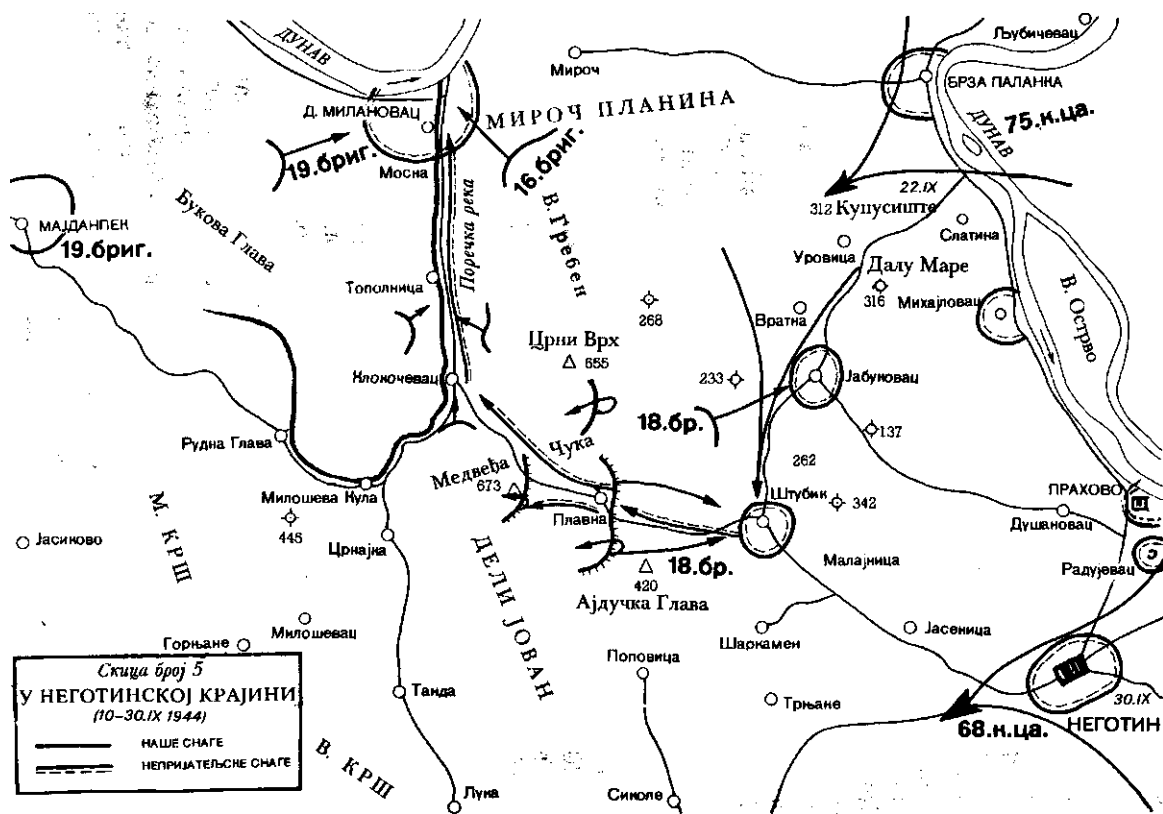 ДУНАВ
Љубичевац
Мироч
БРЗА ПАЛАНКА
Д. МИЛАНОВАЦ
МИРОЧ ПЛАНИНА
75.к.ца.
19.бриг.
16.бриг.
ДУНАВ
Мосна
22.IX
МАЈДАНПЕК
19.бриг.
Букова Глава
Поречка река
В. Гребен
312 Купусиште
Слатина
Уровица
Далу Маре
316
Михајловац
В. Острво
Тополница
268
Вратна
Црни Врх
655
Клокочевац
233
Јабуковац
18.бр.
137
Рудна Глава
Чука
262
Медвеђа
673
Милошева Кула
Штубик
342
ПРАХОВО
Плавна
Душановац
М. КРШ
445
Јасиково
Црнајка
ДЕЛИ ЈОВАН
18.бр.
Малајница
Радујевац
420
Ајдучка Глава
Милошевац
Шаркамен
Јасеница
Горњане
Поповица
Скица број 5
У НЕГОТИНСКОЈ КРАЈИНИ
(10–30.IX 1944)
НАШЕ СНАГЕ
НЕПРИЈАТЕЉСКЕ СНАГЕ
Танда
Трњане
30.IX
68.к.ца.
НЕГОТИН
В. КРШ
Лука
Сиколе